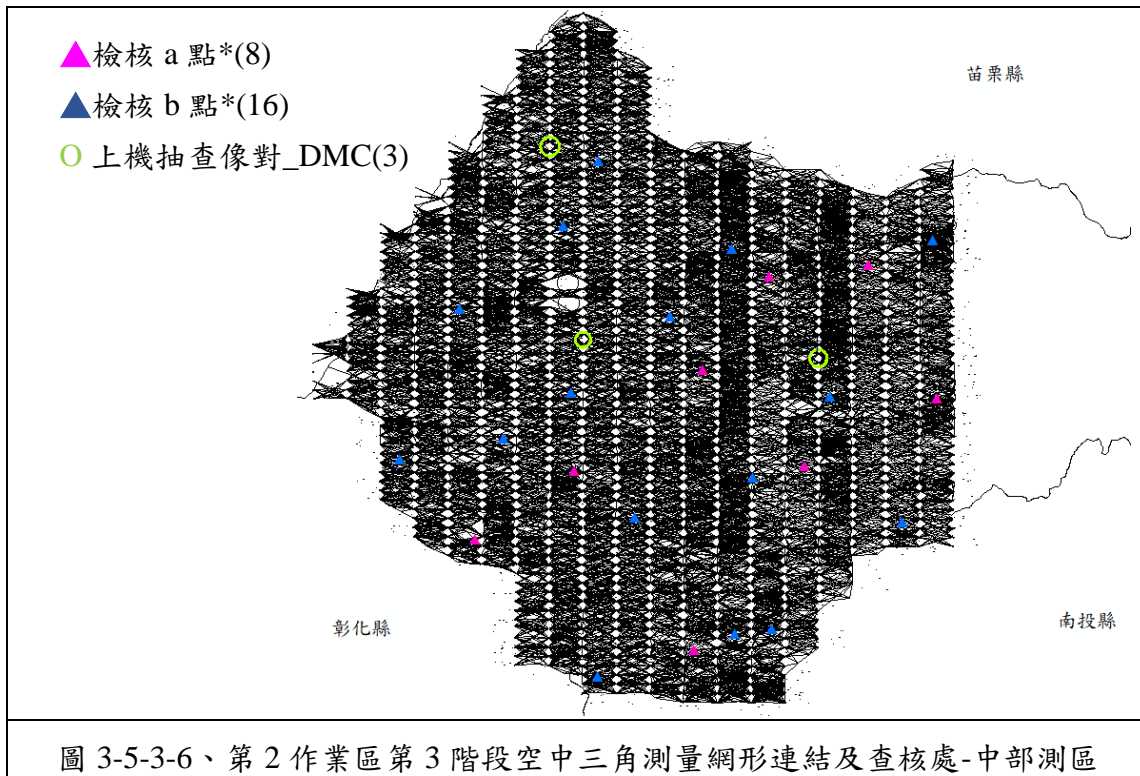 ▲檢核 a 點*(8)
▲檢核 b 點*(16)
O 上機抽查像對_DMC(3)
苗栗縣
彰化縣
南投縣
圖 3-5-3-6、第 2 作業區第 3 階段空中三角測量網形連結及查核處-中部測區